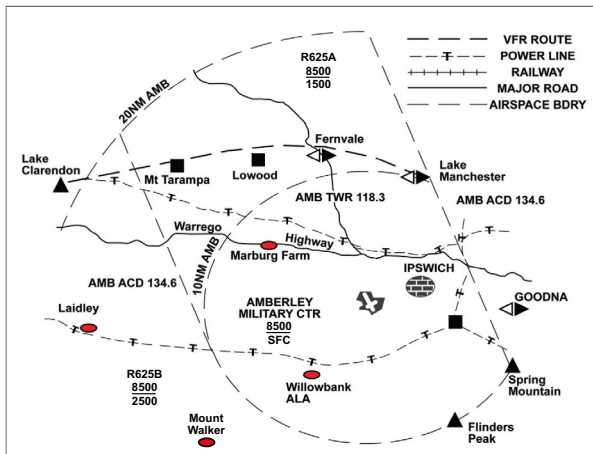 R625A
8500
1500
VFR ROUTE
POWER LINE
RAILWAY
MAJOR ROAD
AIRSPACE BDRY
20NM AMB
Fernvale
Lake
Clarendon
Mt Tarampa
Lowood
Lake
Manchester
AMB TWR 118.3
AMB ACD 134.6
Warrego
Highway
Marburg Farm
10NM AMB
AMB ACD 134.6
IPSWICH
Laidley
AMBERLEY
MILITARY CTR
8500
SFC
GOODNA
R625B
8500
2500
Willowbank
ALA
Spring
Mountain
Mount
Walker
Flinders
Peak